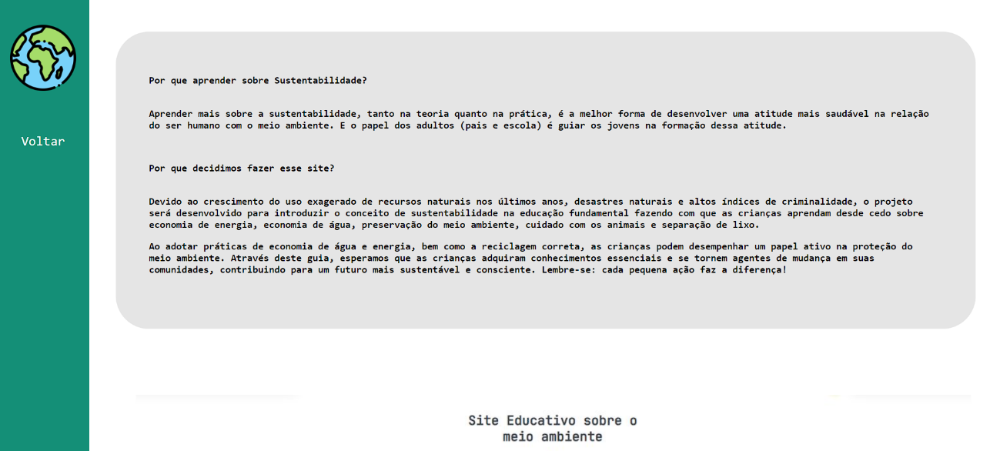 Voltar
Por que aprender sobre Sustentabilidade?
Aprender mais sobre a sustentabilidade, tanto na teoria quanto na prática, é a melhor forma de desenvolver uma atitude mais saudável na relação
do ser humano com o meio ambiente. E o papel dos adultos (pais e escola) é guiar os jovens na formação dessa atitude.
Por que decidimos fazer esse site?
Devido ao crescimento do uso exagerado de recursos naturais nos últimos anos, desastres naturais e altos índices de criminalidade, o projeto
será desenvolvido para introduzir o conceito de sustentabilidade na educação fundamental fazendo com que as crianças aprendam desde cedo sobre
economia de energia, economia de água, preservação do meio ambiente, cuidado com os animais e separação de lixo.
Ao adotar práticas de economia de água e energia, bem como a reciclagem correta, as crianças podem desempenhar um papel ativo na proteção do
meio ambiente. Através deste guia, esperamos que as crianças adquiram conhecimentos essenciais e se tornem agentes de mudança em suas
comunidades, contribuindo para um futuro mais sustentável e consciente. Lembre-se: cada pequena ação faz a diferença!
Site Educativo sobre o
meio ambiente